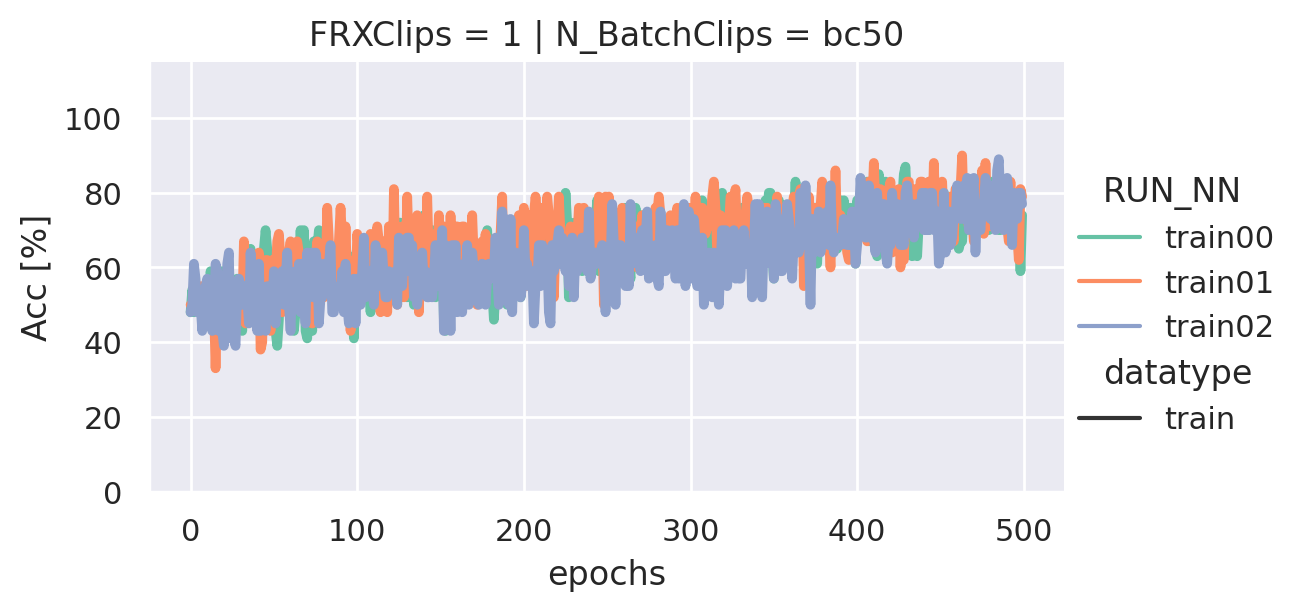 FRXClips = 1 | N_BatchClips = bc50
Acc [%]
100
80
60
40
20
0
0 100 200 300 400 500
epochs
RUN_NN
train00
train01
train02
datatype
train